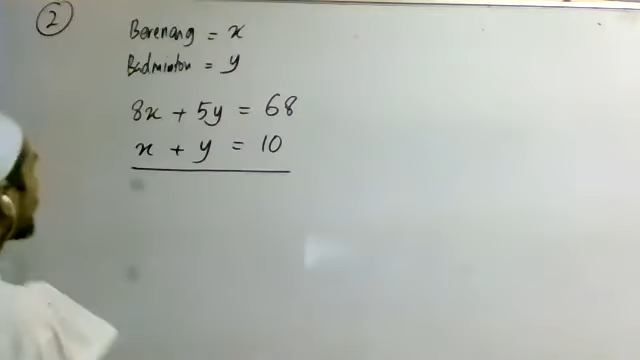 2
Berenang = x
Badminton = y
8x + 5y = 68
x + y = 10